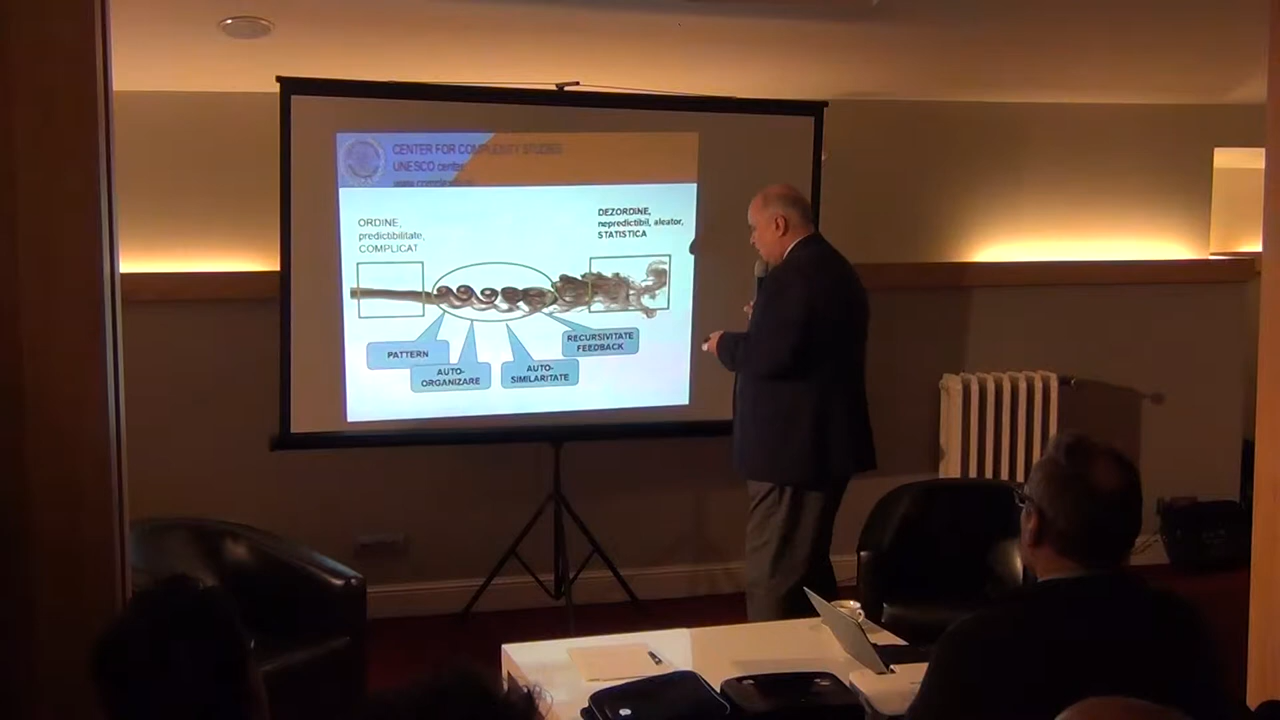 CENTER FOR COMPLEXITY STUDIES
UNESCO center
ORDINE,
predictibilitate,
COMPLICAT
DEZORDINE,
nepredictibil, aleator,
STATISTICA
PATTERN
AUTO-
ORGANIZARE
AUTO-
SIMILARITATE
RECURSIVITATE
FEEDBACK